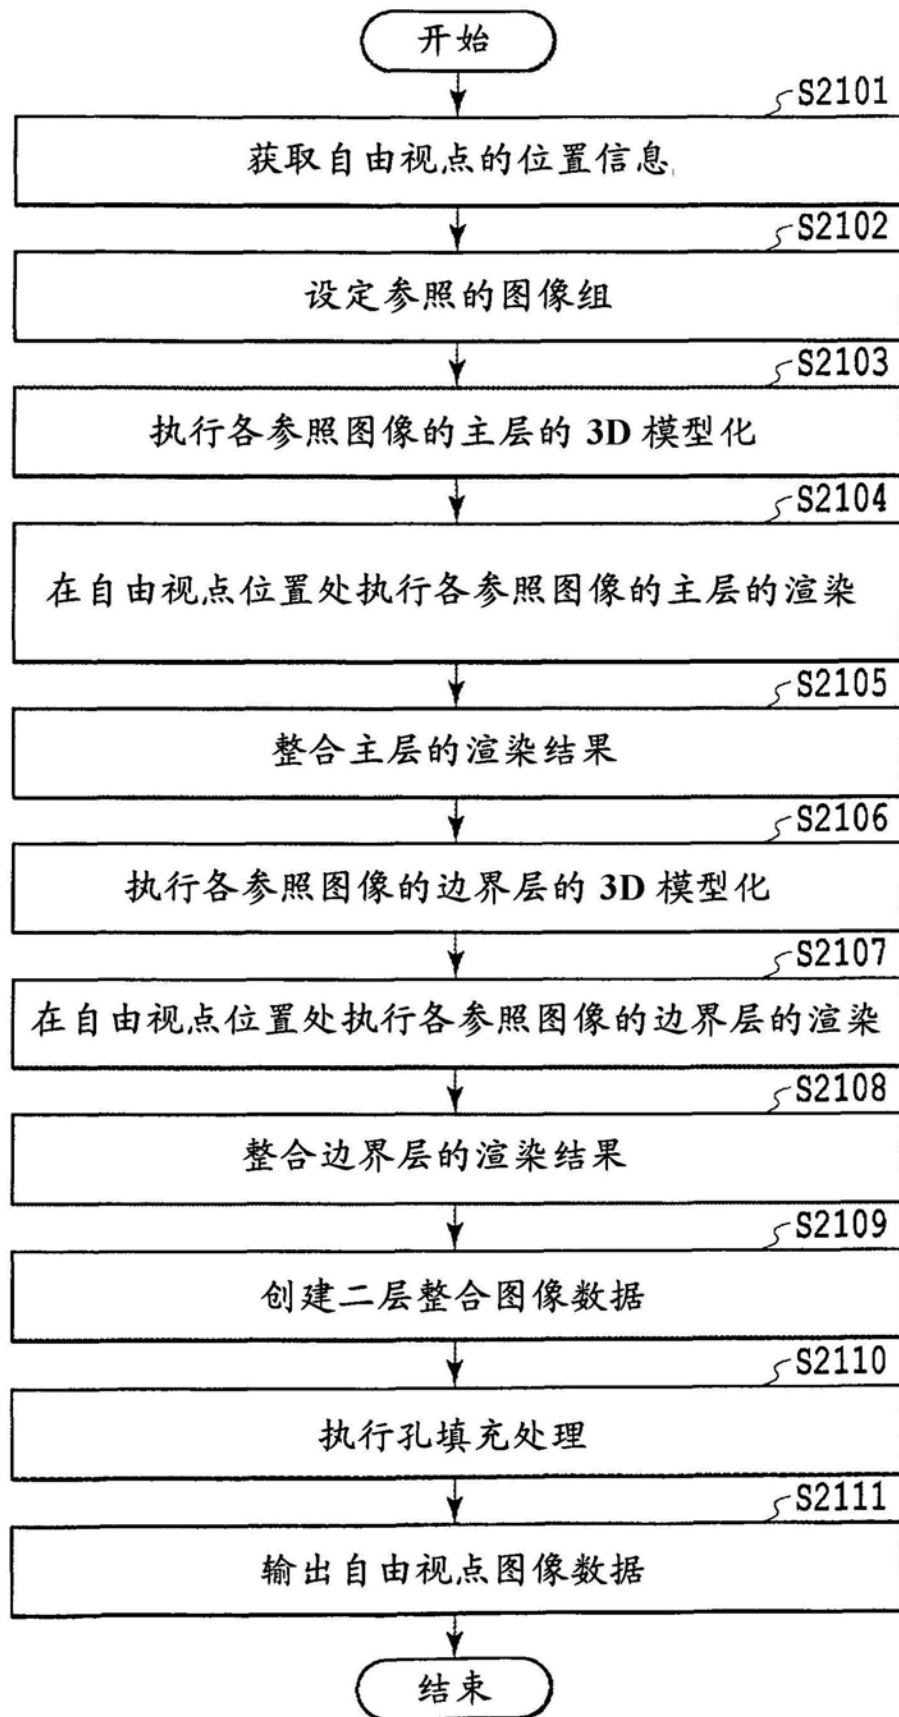 开始
S2101
获取自由视点的位置信息
S2102
设定参照的图像组
S2103
执行各参照图像的主层的 3D 模型化
S2104
在自由视点位置处执行各参照图像的主层的渲染
S2105
整合主层的渲染结果
S2106
执行各参照图像的边界层的 3D 模型化
S2107
在自由视点位置处执行各参照图像的边界层的渲染
S2108
整合边界层的渲染结果
S2109
创建二层整合图像数据
S2110
执行孔填充处理
S2111
输出自由视点图像数据
结束